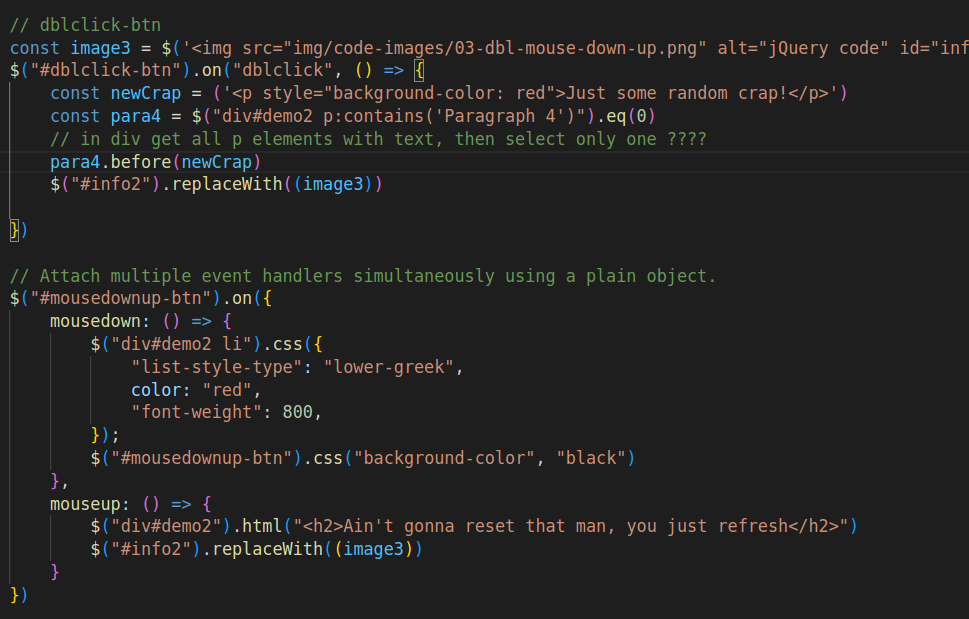 // dblclick-btn
const image3 = $('<img src="img/code-images/03-dbl-mouse-down-up.png" alt="jQuery code" id="inf
$("#dblclick-btn").on("dblclick", () => {
    const newCrap = ('<p style="background-color: red">Just some random crap!</p>')
    const para4 = $("div#demo2 p:contains('Paragraph 4')").eq(0)
    // in div get all p elements with text, then select only one ????
    para4.before(newCrap)
    $("#info2").replaceWith((image3))
})
// Attach multiple event handlers simultaneously using a plain object.
$("#mousedownup-btn").on({
    mousedown: () => {
        $("div#demo2 li").css({
            "list-style-type": "lower-greek",
            color: "red",
            "font-weight": 800,
        });
        $("#mousedownup-btn").css("background-color", "black")
    },
    mouseup: () => {
        $("div#demo2").html("<h2>Ain't gonna reset that man, you just refresh</h2>")
        $("#info2").replaceWith((image3))
    }
})